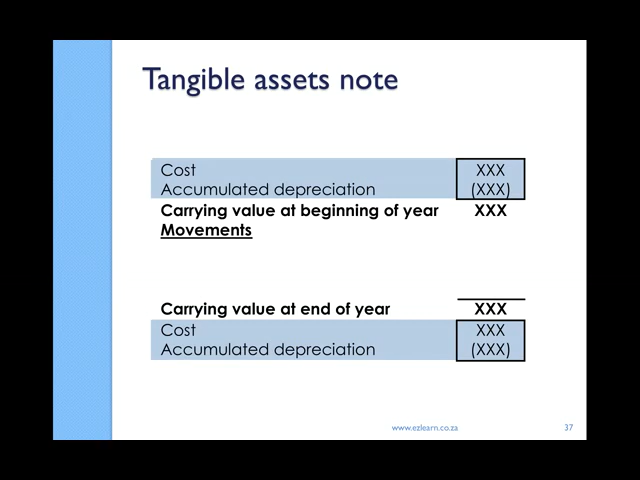 Tangible assets note
Cost XXX
Accumulated depreciation (XXX)
Carrying value at beginning of year XXX
Movements
Carrying value at end of year XXX
Cost XXX
Accumulated depreciation (XXX)
www.ezlearn.co.za 37